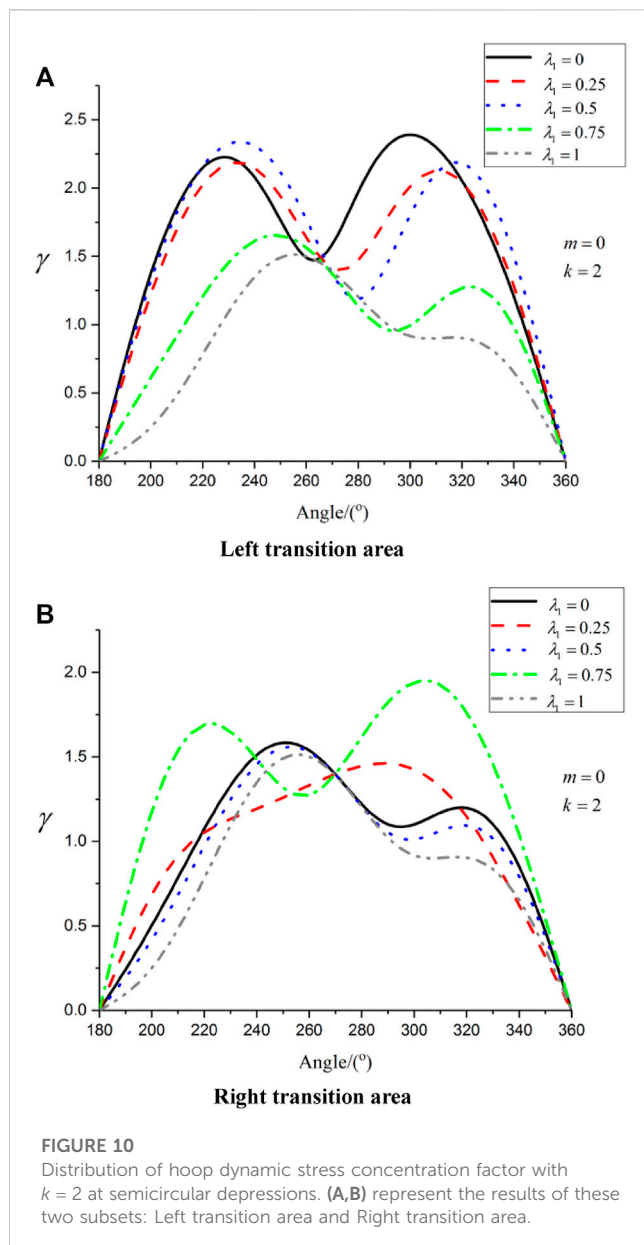 A
λ₁ = 0
λ₁ = 0.25
λ₁ = 0.5
λ₁ = 0.75
λ₁ = 1
2.5
2.0
1.5
1.0
0.5
0.0
γ
m = 0
k = 2
180 200 220 240 260 280 300 320 340 360
Angle/(°)
Left transition area
B
λ₁ = 0
λ₁ = 0.25
λ₁ = 0.5
λ₁ = 0.75
λ₁ = 1
2.0
1.5
1.0
0.5
0.0
γ
m = 0
k = 2
180 200 220 240 260 280 300 320 340 360
Angle/(°)
Right transition area
FIGURE 10
Distribution of hoop dynamic stress concentration factor with
k = 2 at semicircular depressions. (A,B) represent the results of these
two subsets: Left transition area and Right transition area.